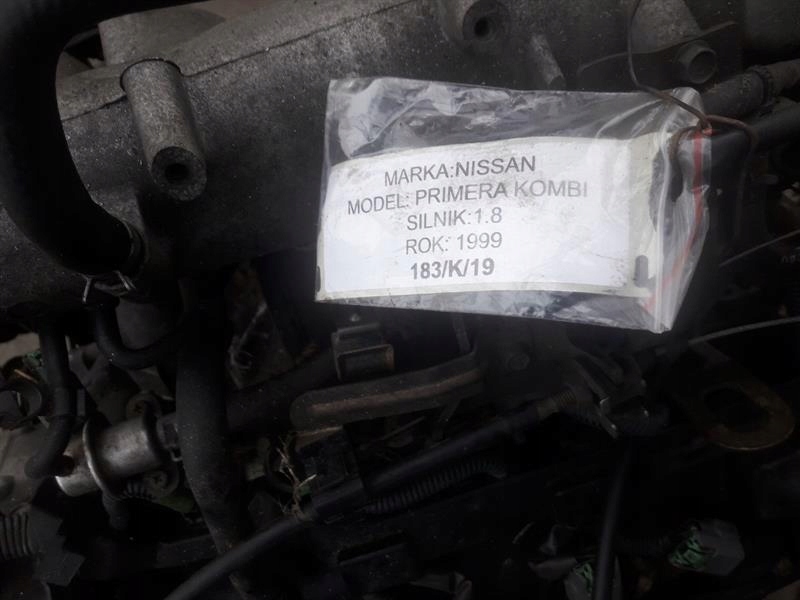 MARKA:NISSAN
MODEL: PRIMERA KOMBI
SILNIK:1.8
ROK: 1999
183/K/19